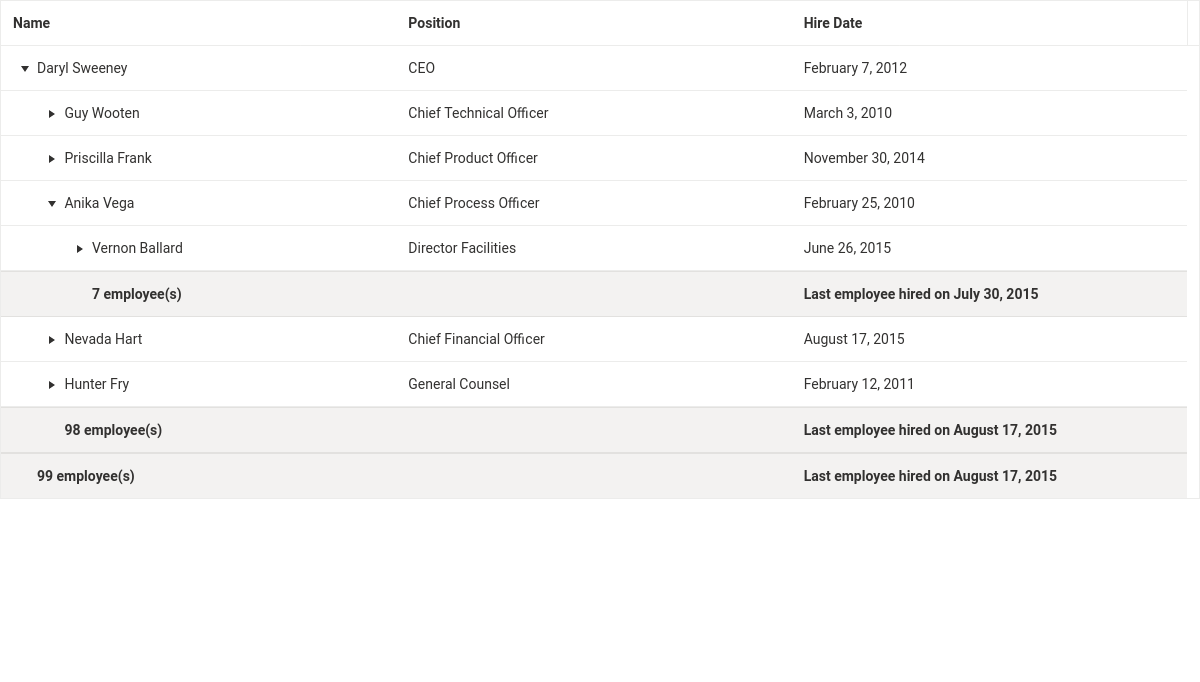 Name Position Hire Date
Daryl Sweeney CEO February 7, 2012
Guy Wooten Chief Technical Officer March 3, 2010
Priscilla Frank Chief Product Officer November 30, 2014
Anika Vega Chief Process Officer February 25, 2010
Vernon Ballard Director Facilities June 26, 2015
7 employee(s) Last employee hired on July 30, 2015
Nevada Hart Chief Financial Officer August 17, 2015
Hunter Fry General Counsel February 12, 2011
98 employee(s) Last employee hired on August 17, 2015
99 employee(s) Last employee hired on August 17, 2015